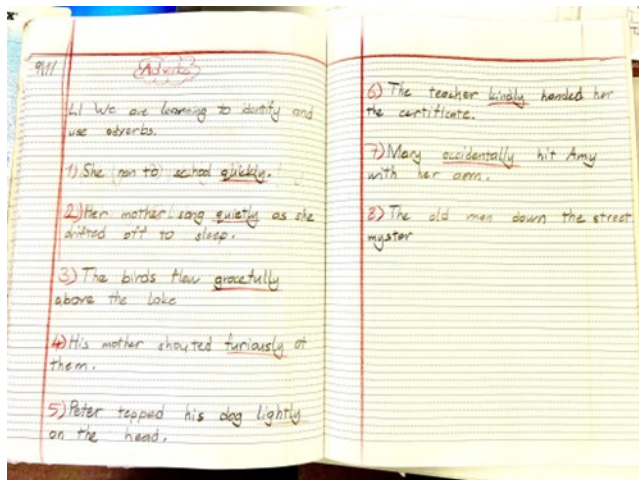 9\11
Adverbs
LI We are learning to identify and
use adverbs.
1) She (ran to) school quickly.
2) Her mother sang quietly as she
drifted off to sleep.
3) The birds flew gracefully
above the lake
4) His mother shouted furiously at
them.
5) Peter tapped his dog lightly
on the head.
6) The teacher kindly handed her
the certificate.
7) Mary accidentally hit Amy
with her arm.
8) The old man down the street
myster